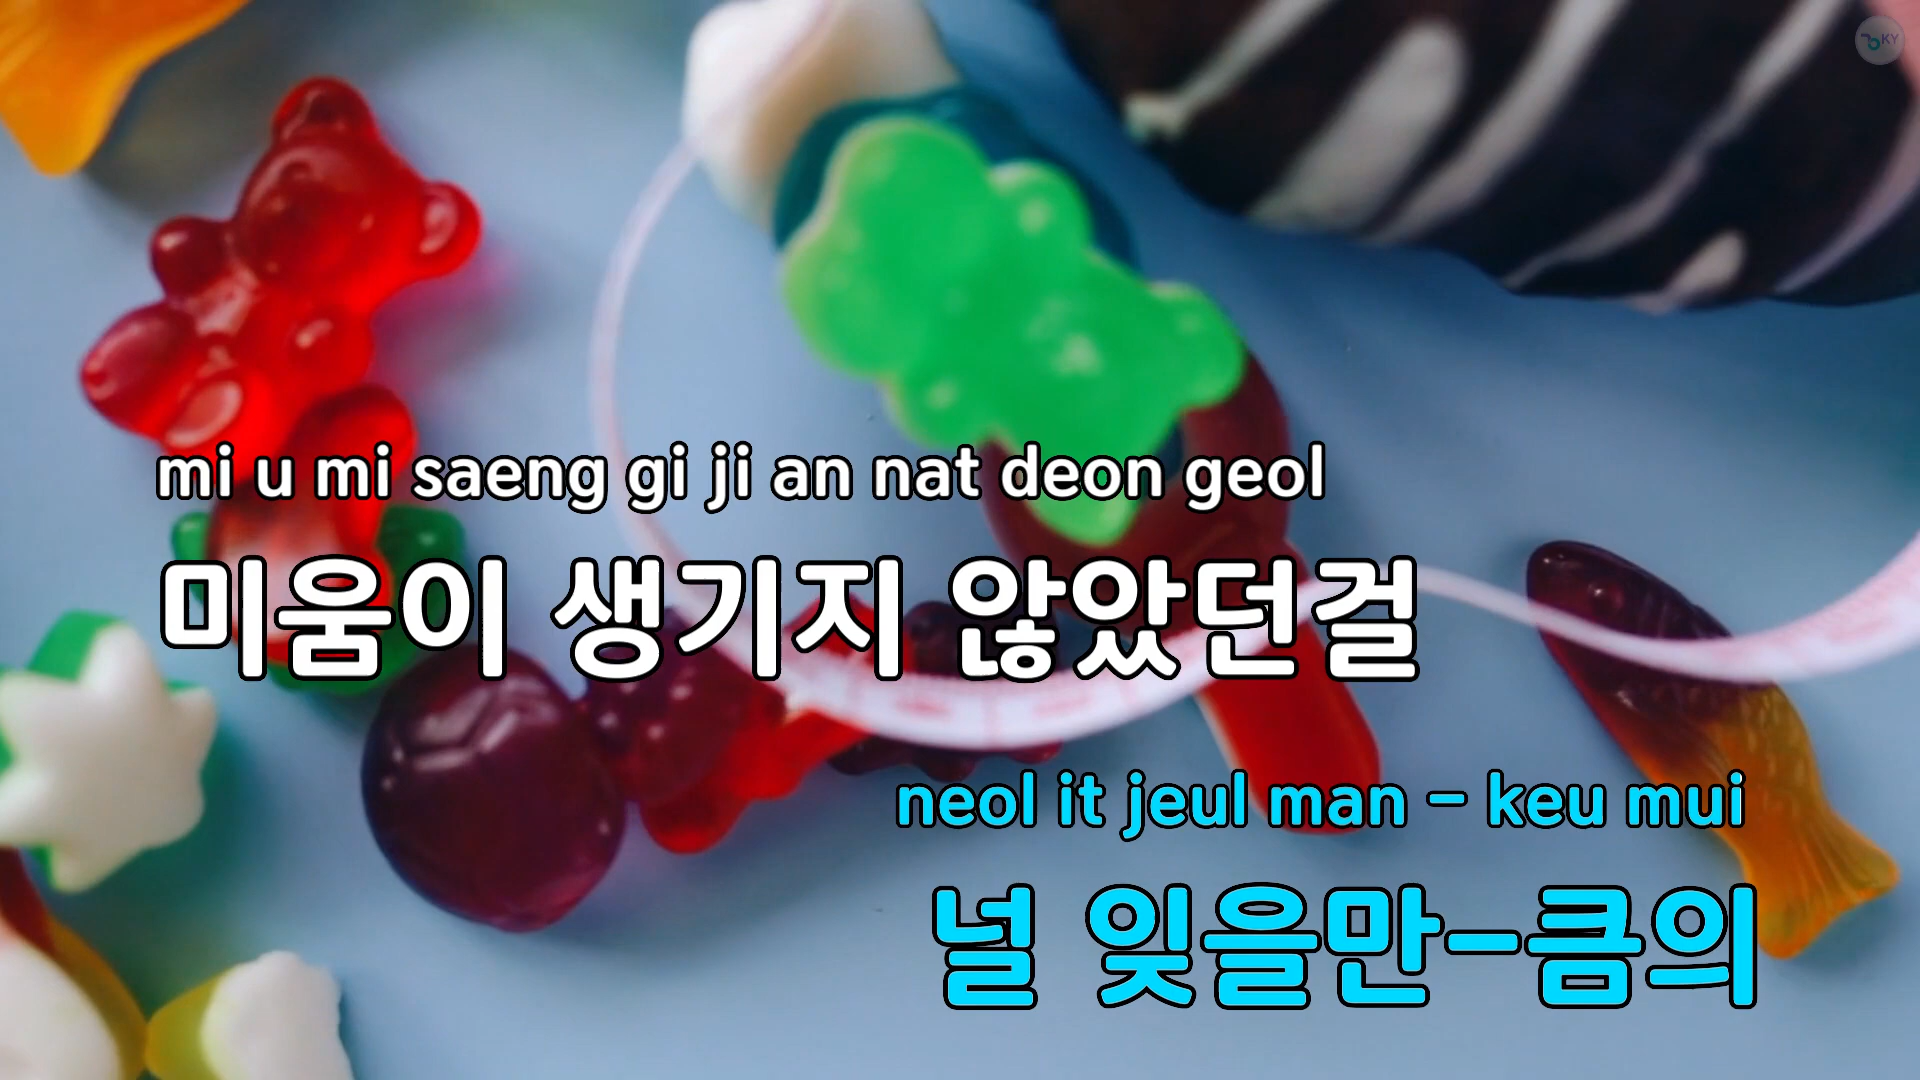 KY
mi u mi saeng gi ji an nat deon geol
미움이 생기지 않았던걸
neol it jeul man – keu mui
널 잊을만–큼의